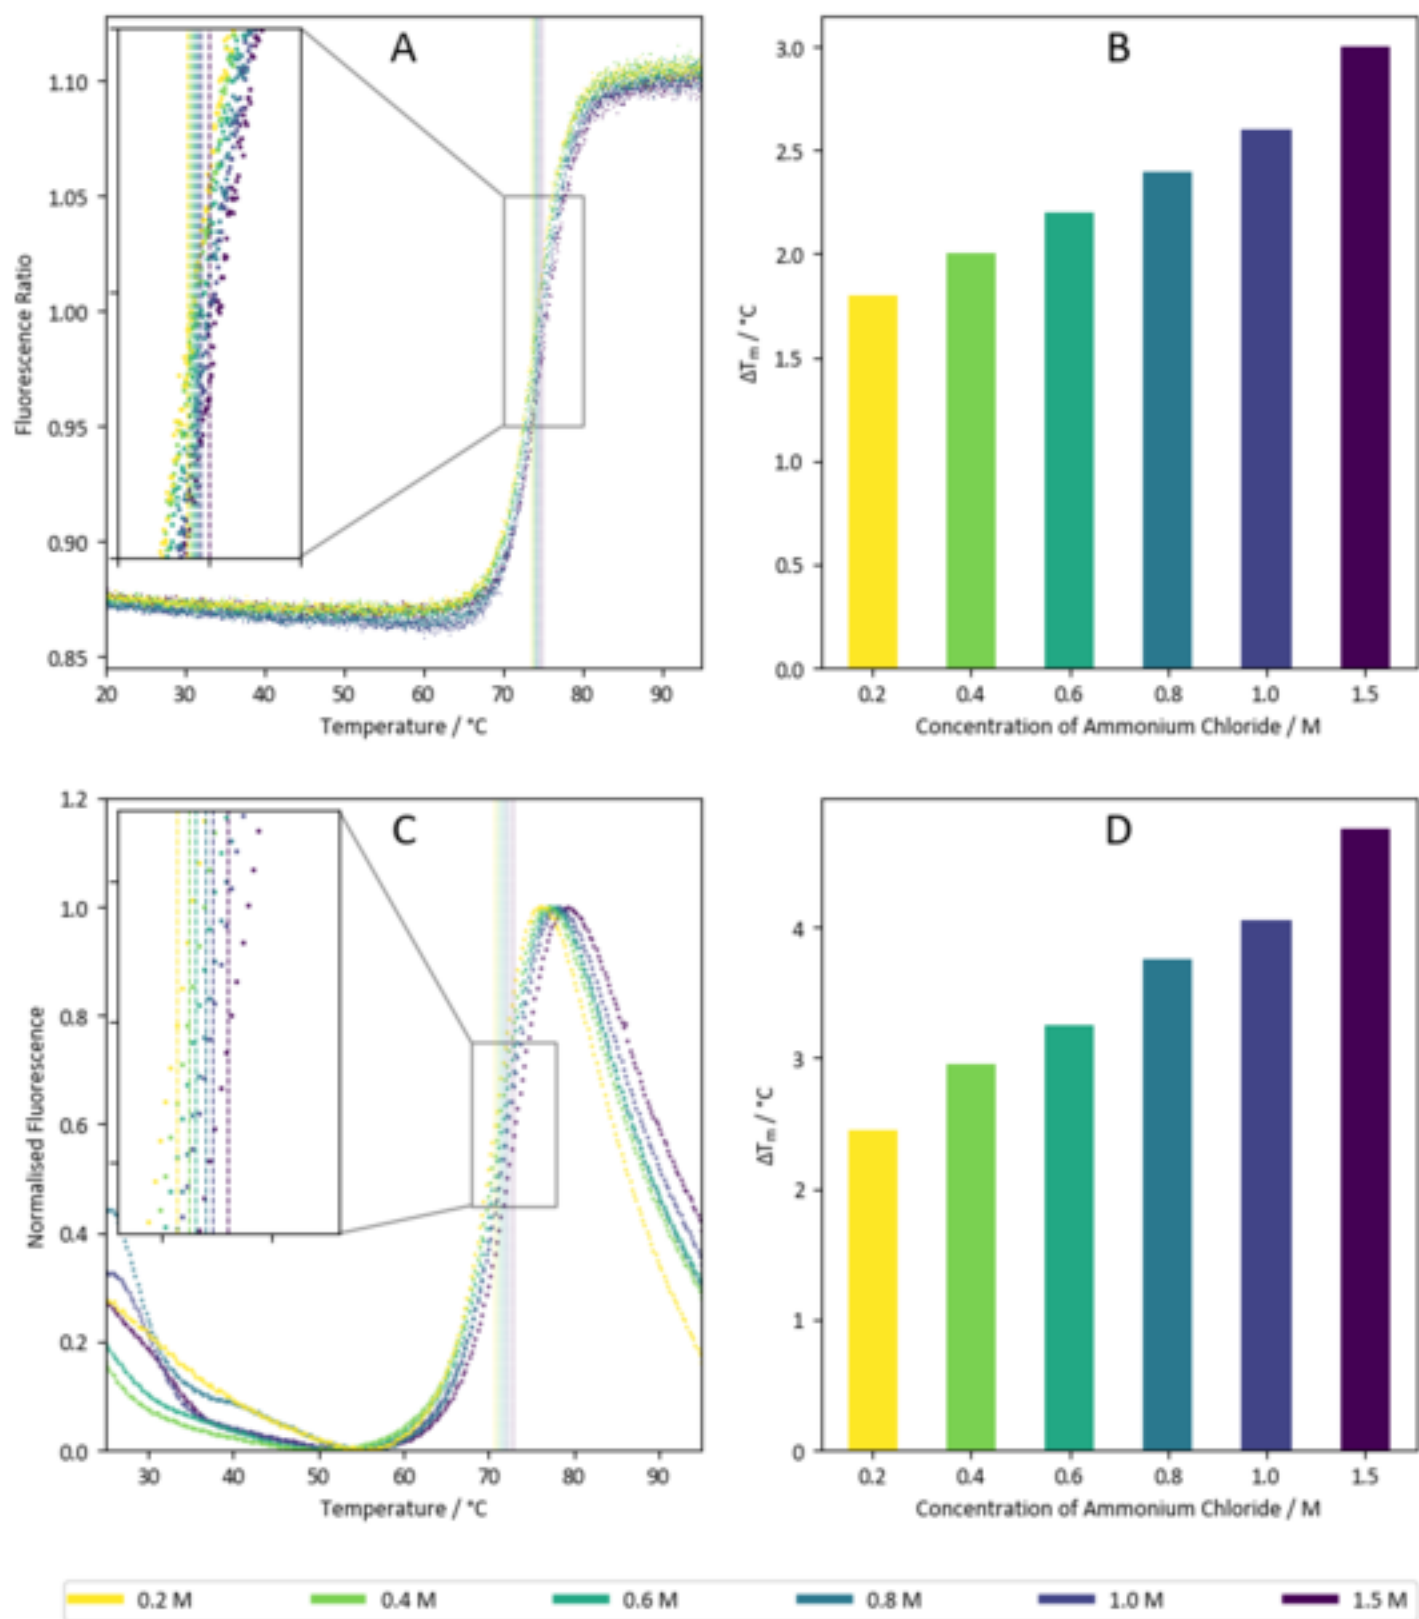 A
1.10
1.05
1.00
0.95
0.90
0.85
Fluorescence Ratio
20 30 40 50 60 70 80 90
Temperature / °C
B
3.0
2.5
2.0
1.5
1.0
0.5
0.0
ΔTₘ / °C
0.2 0.4 0.6 0.8 1.0 1.5
Concentration of Ammonium Chloride / M
C
1.2
1.0
0.8
0.6
0.4
0.2
0.0
Normalised Fluorescence
30 40 50 60 70 80 90
Temperature / °C
D
4
3
2
1
0
ΔTₘ / °C
0.2 0.4 0.6 0.8 1.0 1.5
Concentration of Ammonium Chloride / M
0.2 M 0.4 M 0.6 M 0.8 M 1.0 M 1.5 M